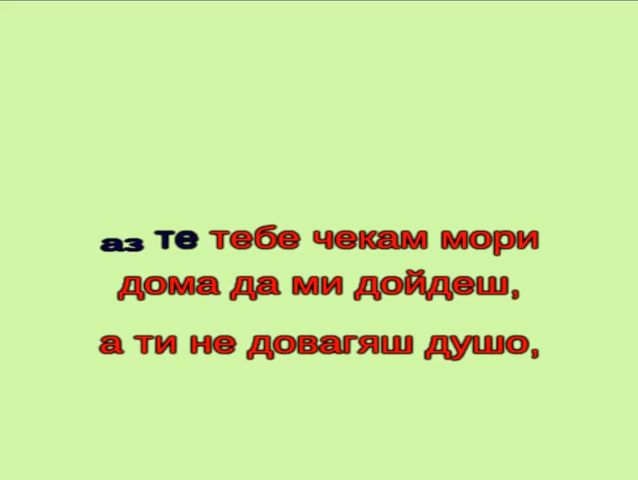 аз те тебе чекам мори
дома да ми дойдеш,
а ти не довагяш душо,